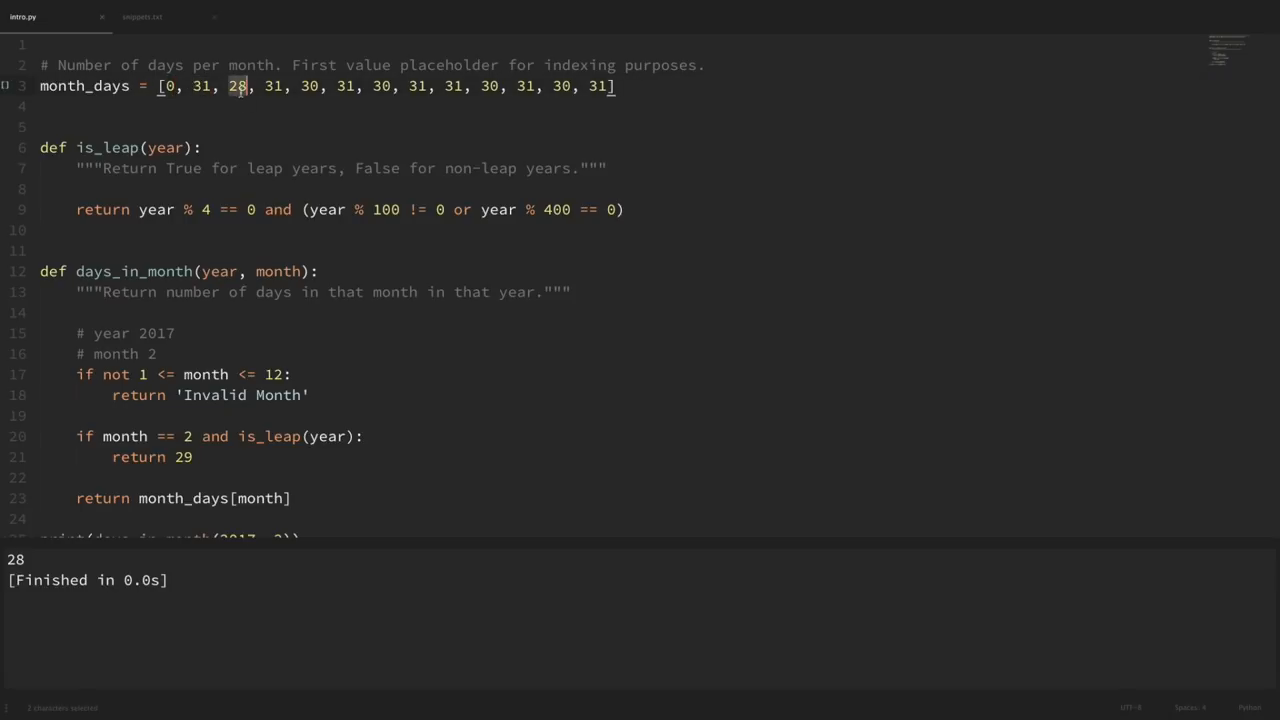 intro.py × snippets.txt ×
1
2 # Number of days per month. First value placeholder for indexing purposes.
[] 3 month_days = [0, 31, 28, 31, 30, 31, 30, 31, 31, 30, 31, 30, 31]
4
5
6 def is_leap(year):
7 """Return True for leap years, False for non-leap years."""
8
9 return year % 4 == 0 and (year % 100 != 0 or year % 400 == 0)
10
11
12 def days_in_month(year, month):
13 """Return number of days in that month in that year."""
14
15 # year 2017
16 # month 2
17 if not 1 <= month <= 12:
18 return 'Invalid Month'
19
20 if month == 2 and is_leap(year):
21 return 29
22
23 return month_days[month]
24
25 print(days_in_month(2017, 2))
28
[Finished in 0.0s]
2 characters selected UTF-8 Spaces: 4 Python